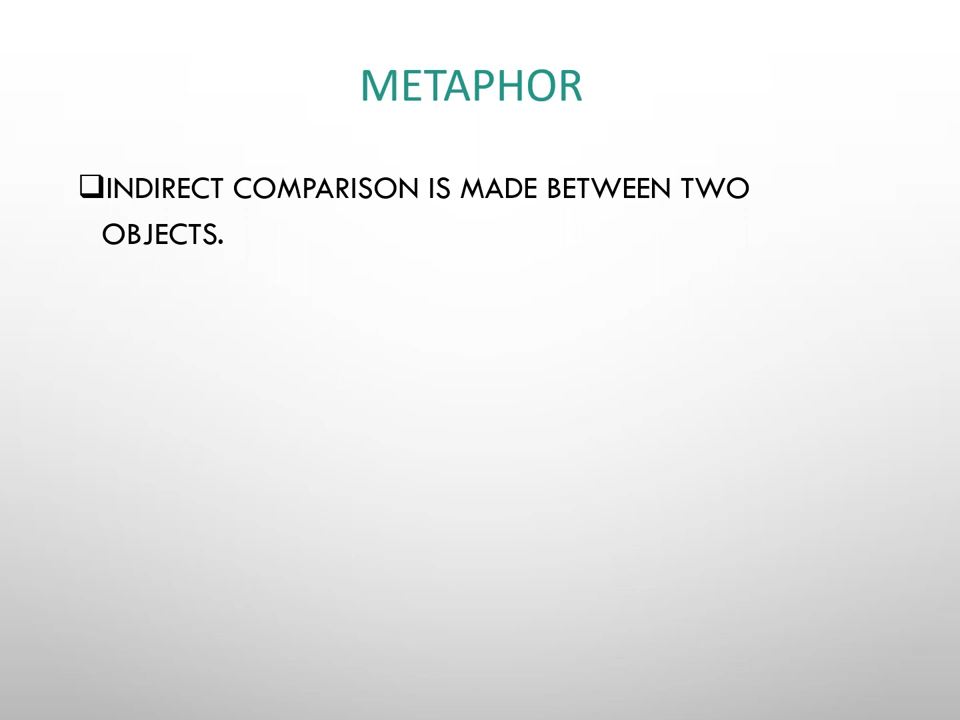 METAPHOR
❑INDIRECT COMPARISON IS MADE BETWEEN TWO
OBJECTS.